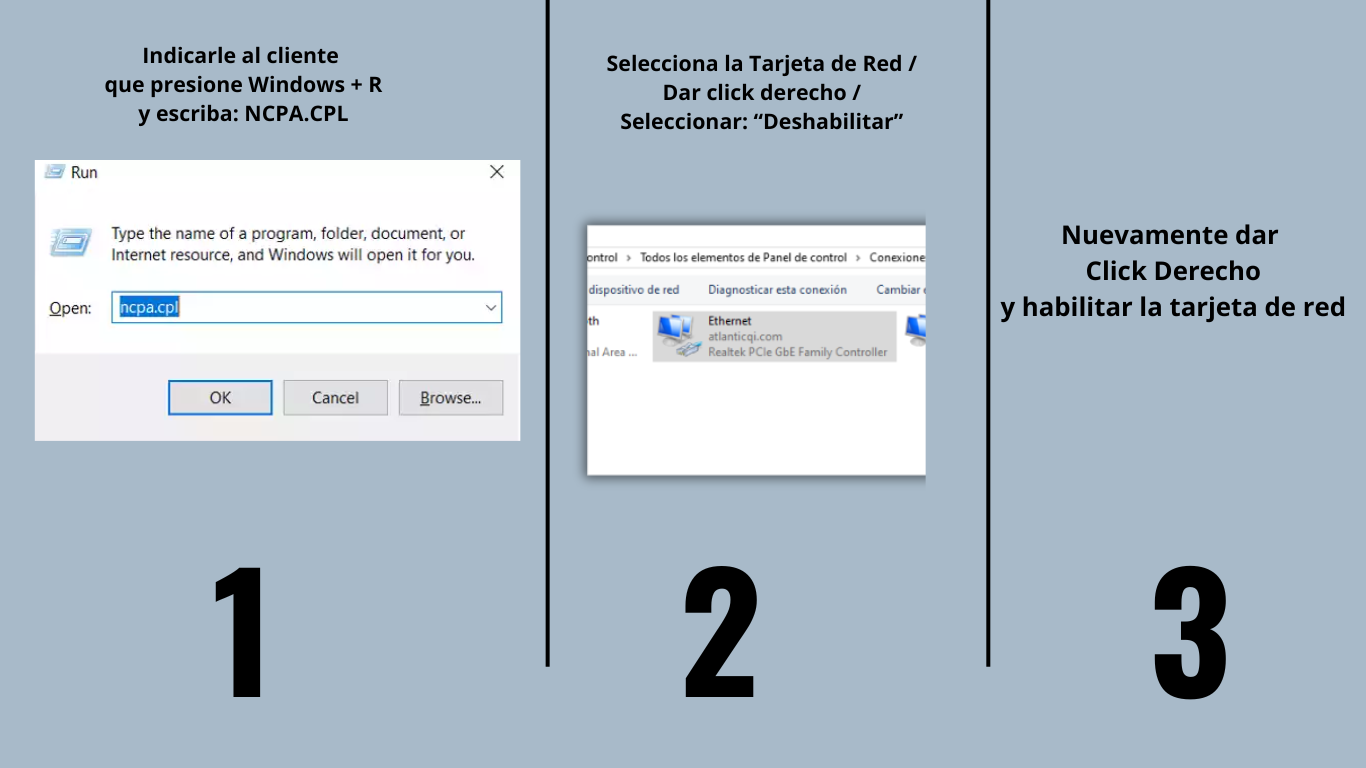 Indicarle al cliente
que presione Windows + R
y escriba: NCPA.CPL
Run
Type the name of a program, folder, document, or
Internet resource, and Windows will open it for you.
Open:
ncpa.cpl
OK
Cancel
Browse...
1
Selecciona la Tarjeta de Red /
Dar click derecho /
Seleccionar: “Deshabilitar”
ontrol › Todos los elementos de Panel de control › Conexione
dispositivo de red
Diagnosticar esta conexión
Cambiar
th
nal Area ...
Ethernet
atlanticqi.com
Realtek PCIe GbE Family Controller
2
Nuevamente dar
Click Derecho
y habilitar la tarjeta de red
3